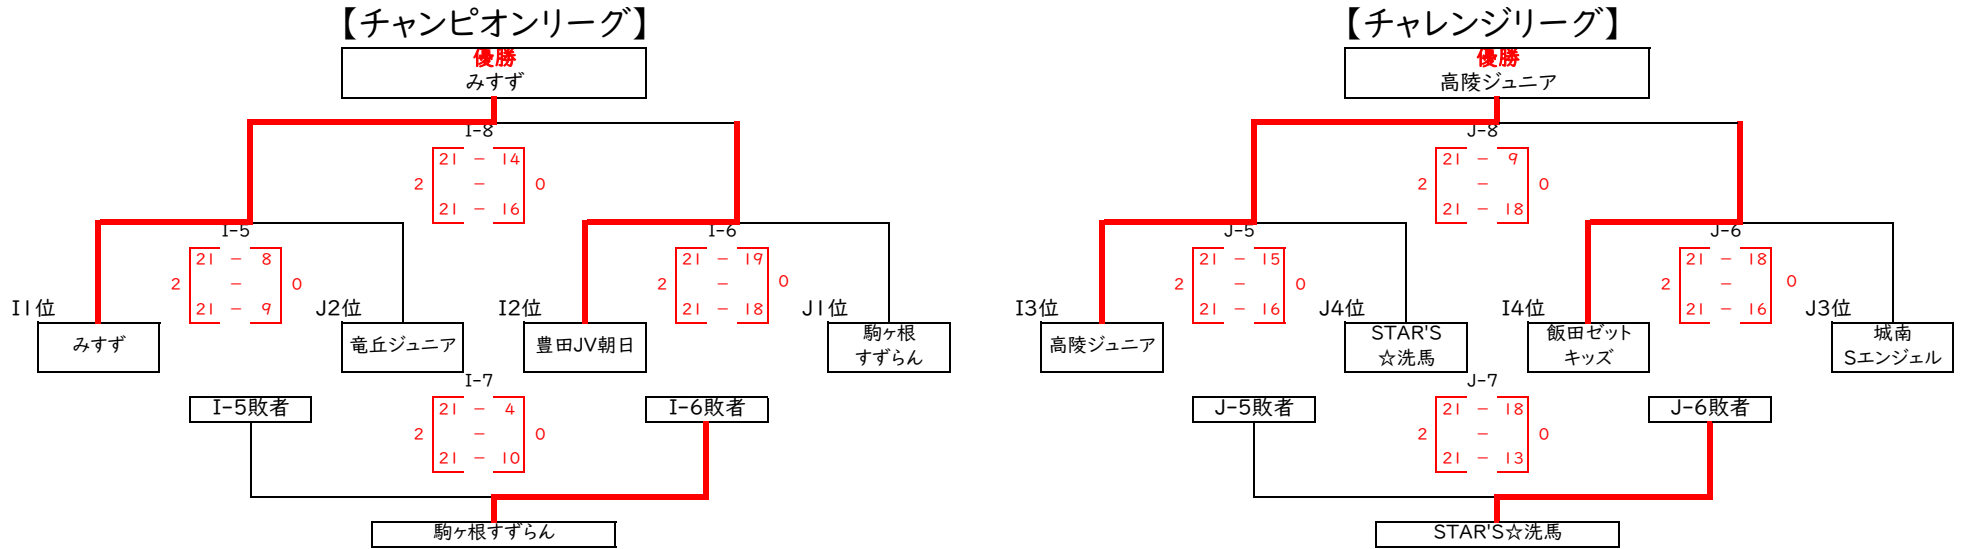 【チャンピオンリーグ】
優勝
みすず
I-8
21 - 14
2 - 0
21 - 16
I-5
21 - 8
2 - 0
21 - 9
I-6
21 - 19
2 - 0
21 - 18
I1位
みすず
J2位
竜丘ジュニア
I2位
豊田JV朝日
J1位
駒ヶ根
すずらん
I-7
I-5敗者
21 - 4
2 - 0
21 - 10
I-6敗者
駒ヶ根すずらん
【チャレンジリーグ】
優勝
高陵ジュニア
J-8
21 - 9
2 - 0
21 - 18
J-5
21 - 15
2 - 0
21 - 16
J-6
21 - 18
2 - 0
21 - 16
I3位
高陵ジュニア
J4位
STAR'S
☆洗馬
I4位
飯田ゼット
キッズ
J3位
城南
Sエンジェル
J-7
J-5敗者
21 - 18
2 - 0
21 - 13
J-6敗者
STAR'S☆洗馬